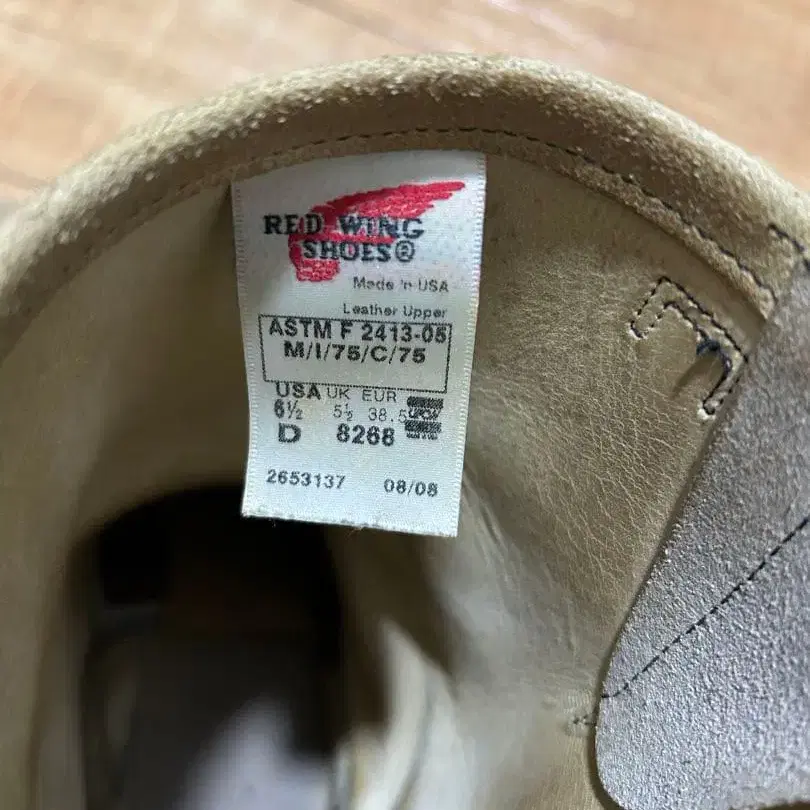 RED WING
SHOES®
Made in USA
Leather Upper
ASTM F 2413-05
M/I/75/C/75
USA UK EUR
6½ 5½ 38.5
D 8268
2653137 08/08